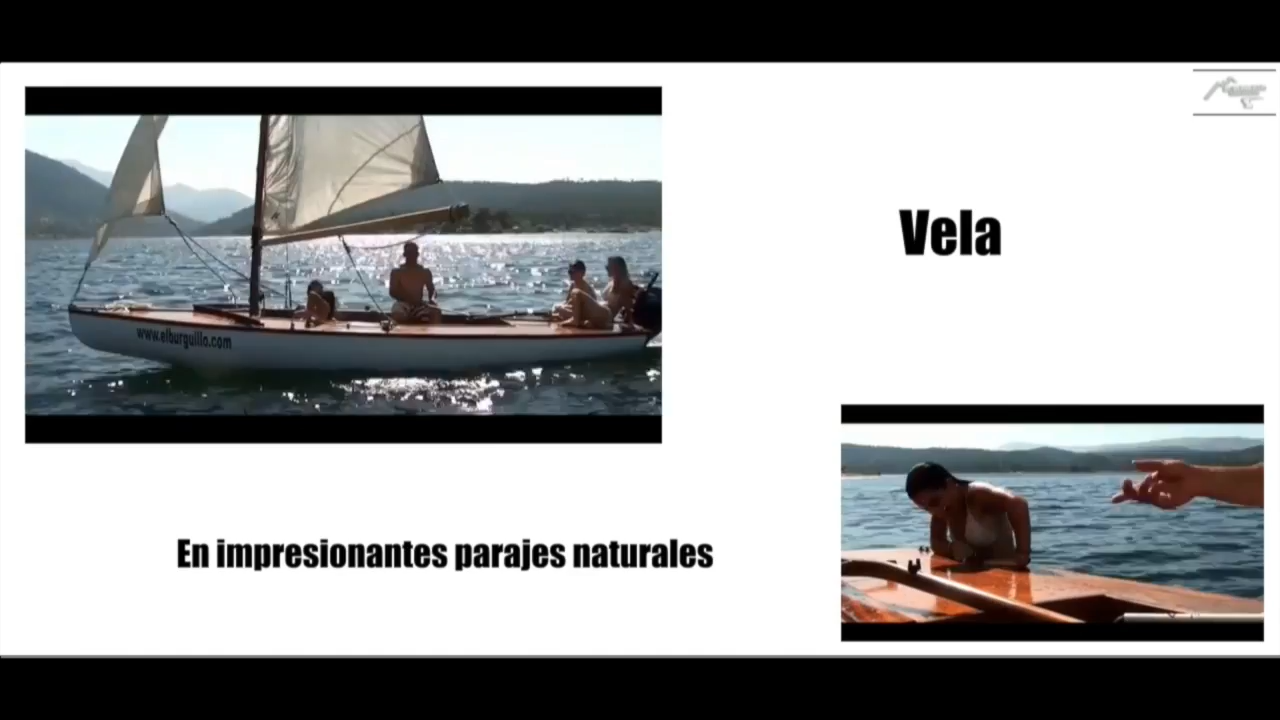 Vela
www.elburguillo.com
En impresionantes parajes naturales